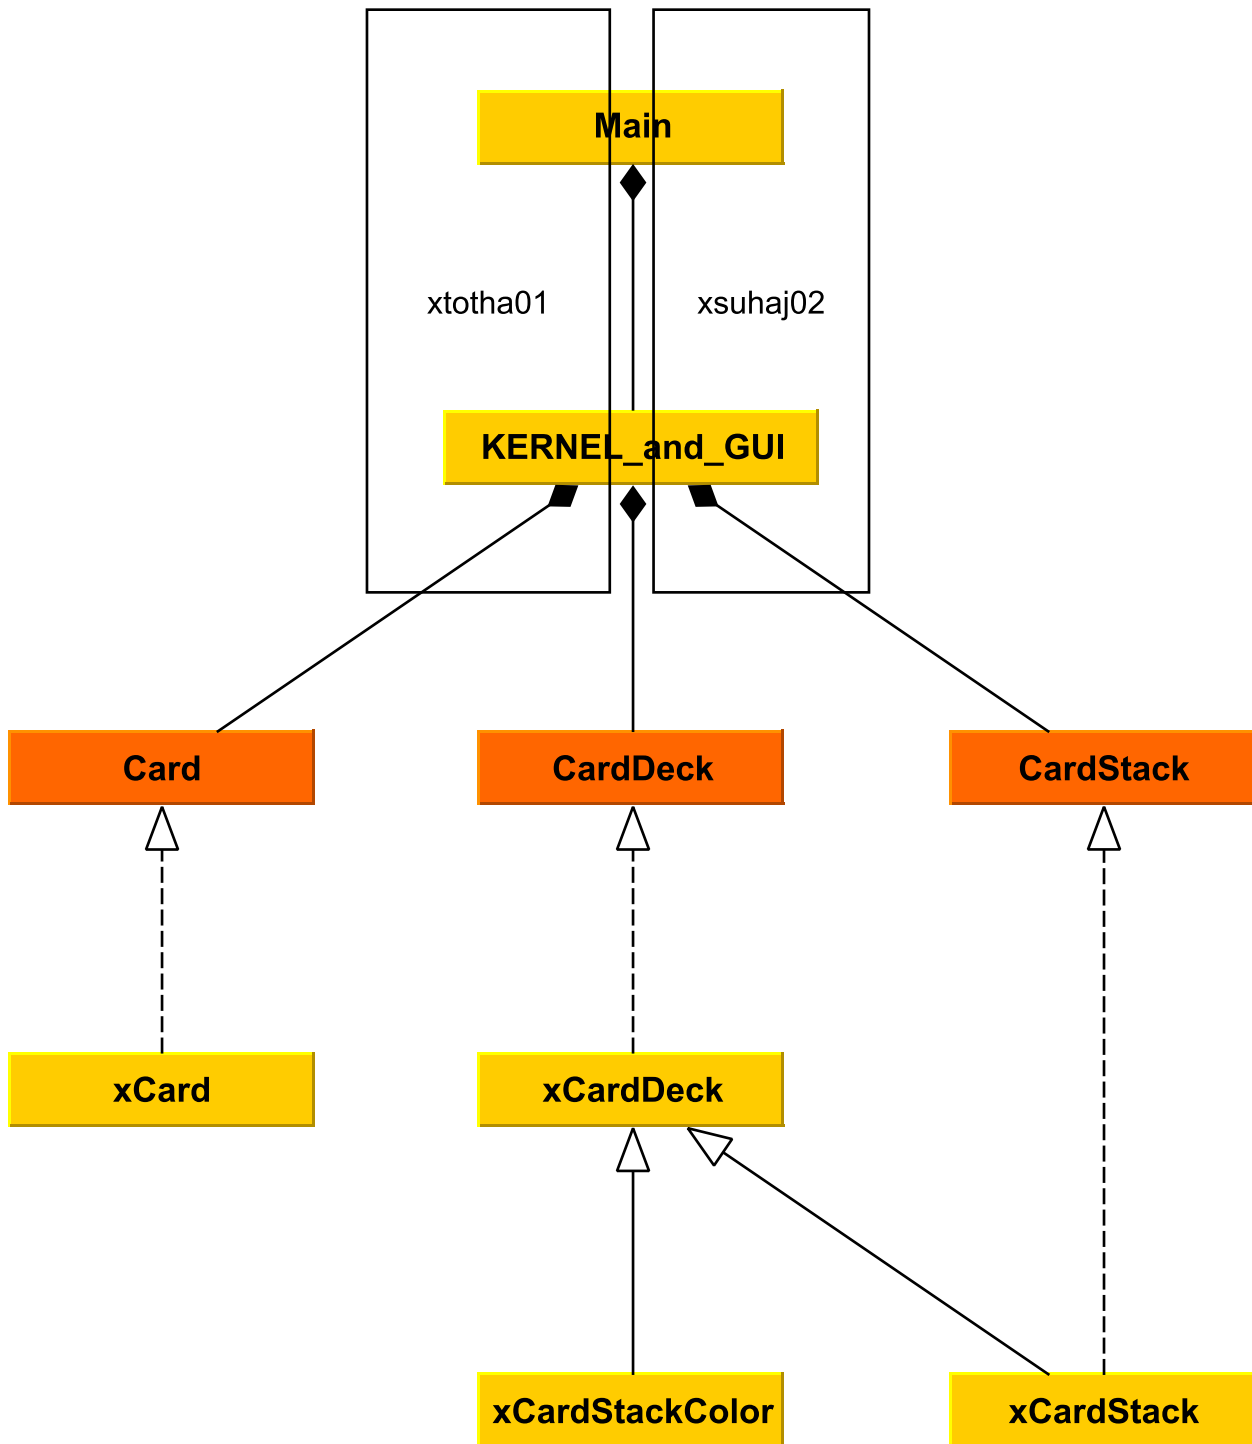 Main
xtotha01
xsuhaj02
KERNEL_and_GUI
Card
CardDeck
CardStack
xCard
xCardDeck
xCardStackColor
xCardStack